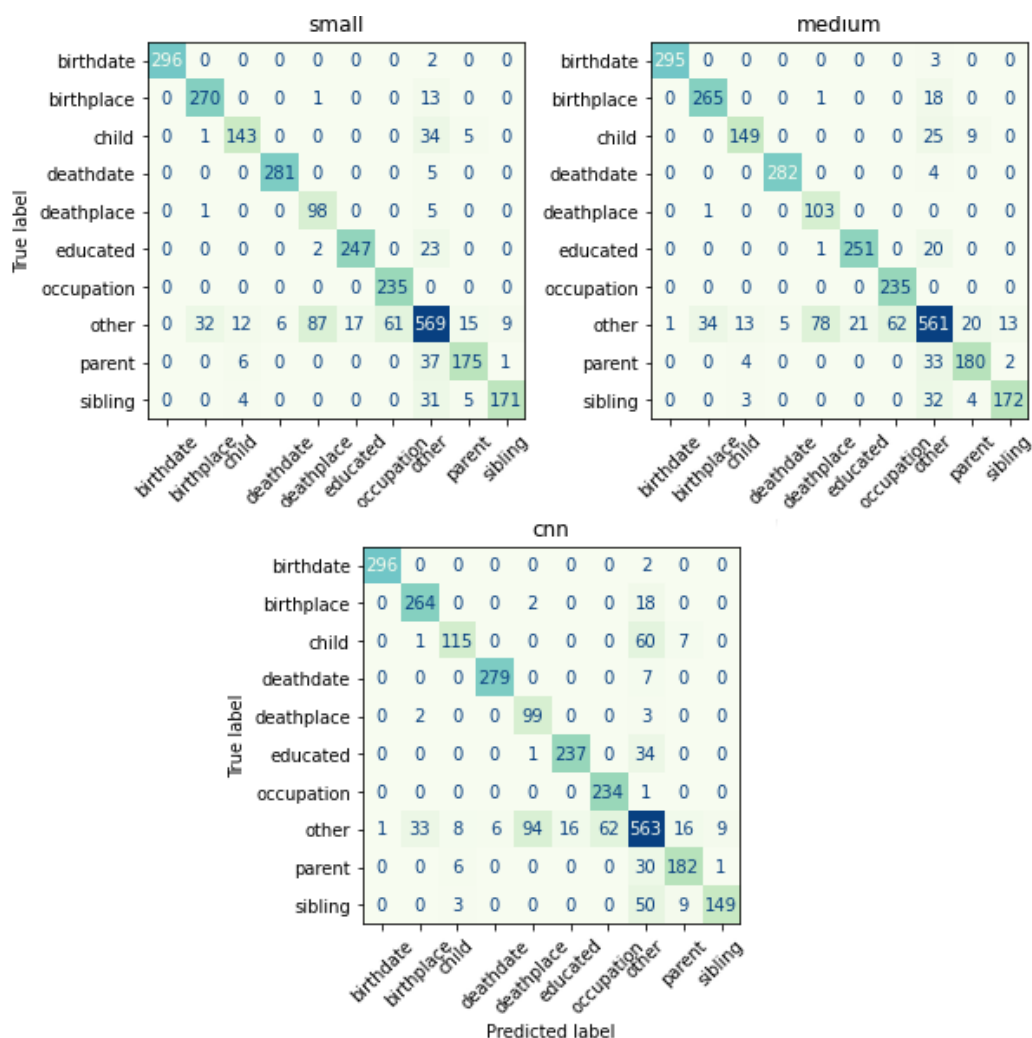 small
birthdate 296 0 0 0 0 0 0 2 0 0
birthplace 0 270 0 0 1 0 0 13 0 0
child 0 1 143 0 0 0 0 34 5 0
deathdate 0 0 0 281 0 0 0 5 0 0
deathplace 0 1 0 0 98 0 0 5 0 0
educated 0 0 0 0 2 247 0 23 0 0
occupation 0 0 0 0 0 0 235 0 0 0
other 0 32 12 6 87 17 61 569 15 9
parent 0 0 6 0 0 0 0 37 175 1
sibling 0 0 4 0 0 0 0 31 5 171
True label
birthdate birthplace child deathdate deathplace educated occupation other parent sibling
medium
birthdate 295 0 0 0 0 0 0 3 0 0
birthplace 0 265 0 0 1 0 0 18 0 0
child 0 0 149 0 0 0 0 25 9 0
deathdate 0 0 0 282 0 0 0 4 0 0
deathplace 0 1 0 0 103 0 0 0 0 0
educated 0 0 0 0 1 251 0 20 0 0
occupation 0 0 0 0 0 0 235 0 0 0
other 1 34 13 5 78 21 62 561 20 13
parent 0 0 4 0 0 0 0 33 180 2
sibling 0 0 3 0 0 0 0 32 4 172
birthdate birthplace child deathdate deathplace educated occupation other parent sibling
cnn
birthdate 296 0 0 0 0 0 0 2 0 0
birthplace 0 264 0 0 2 0 0 18 0 0
child 0 1 115 0 0 0 0 60 7 0
deathdate 0 0 0 279 0 0 0 7 0 0
deathplace 0 2 0 0 99 0 0 3 0 0
educated 0 0 0 0 1 237 0 34 0 0
occupation 0 0 0 0 0 0 234 1 0 0
other 1 33 8 6 94 16 62 563 16 9
parent 0 0 6 0 0 0 0 30 182 1
sibling 0 0 3 0 0 0 0 50 9 149
True label
birthdate birthplace child deathdate deathplace educated occupation other parent sibling
Predicted label